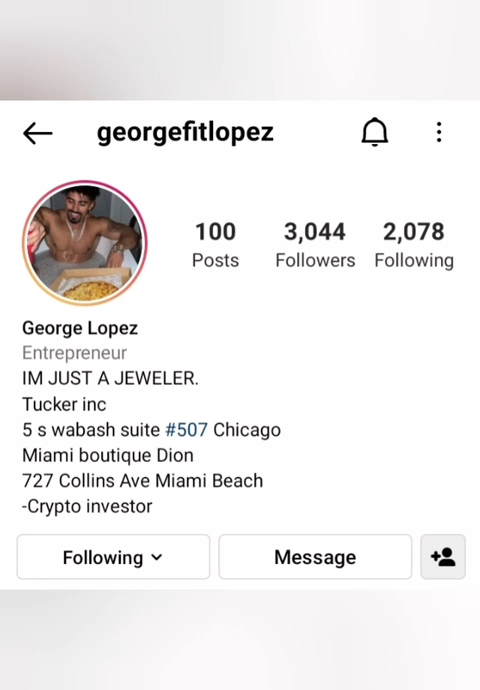 georgefitlopez
100 3,044 2,078
Posts Followers Following
George Lopez
Entrepreneur
IM JUST A JEWELER.
Tucker inc
5 s wabash suite #507 Chicago
Miami boutique Dion
727 Collins Ave Miami Beach
-Crypto investor
Following Message